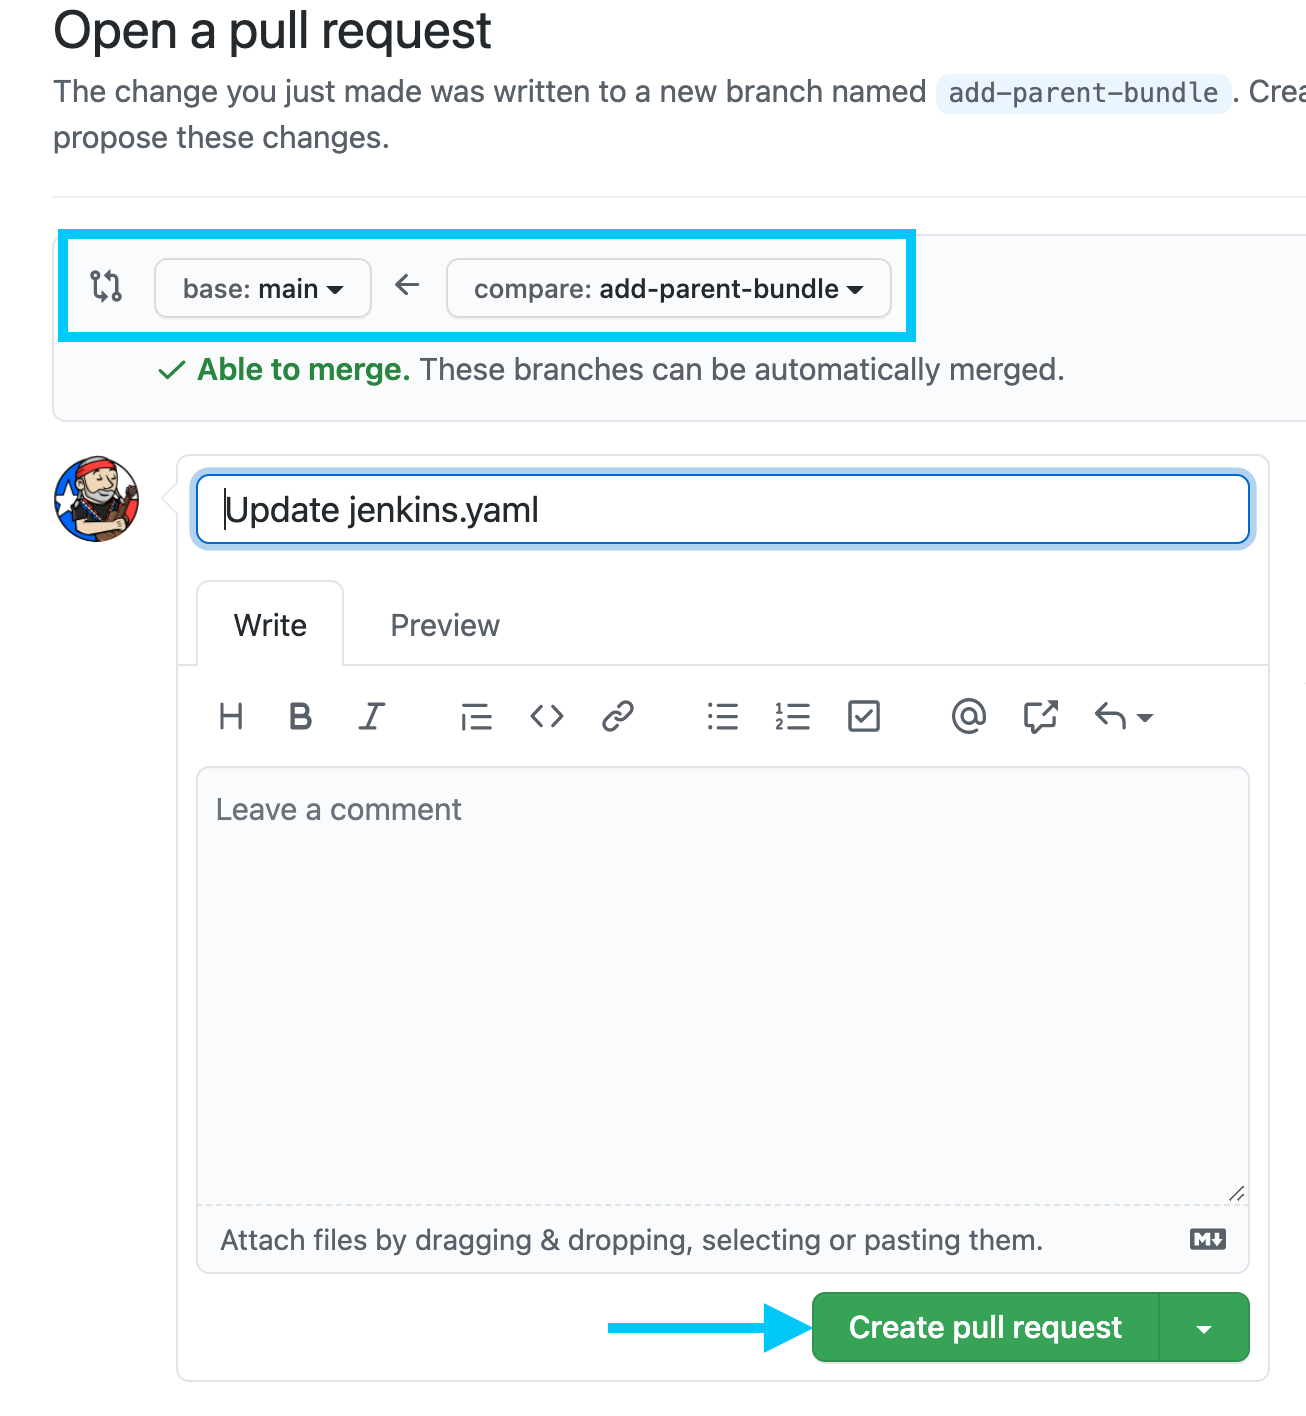 Open a pull request
The change you just made was written to a new branch named add-parent-bundle. Crea
propose these changes.
base: main compare: add-parent-bundle
Able to merge. These branches can be automatically merged.
Update jenkins.yaml
Write Preview
Leave a comment
Attach files by dragging & dropping, selecting or pasting them.
Create pull request